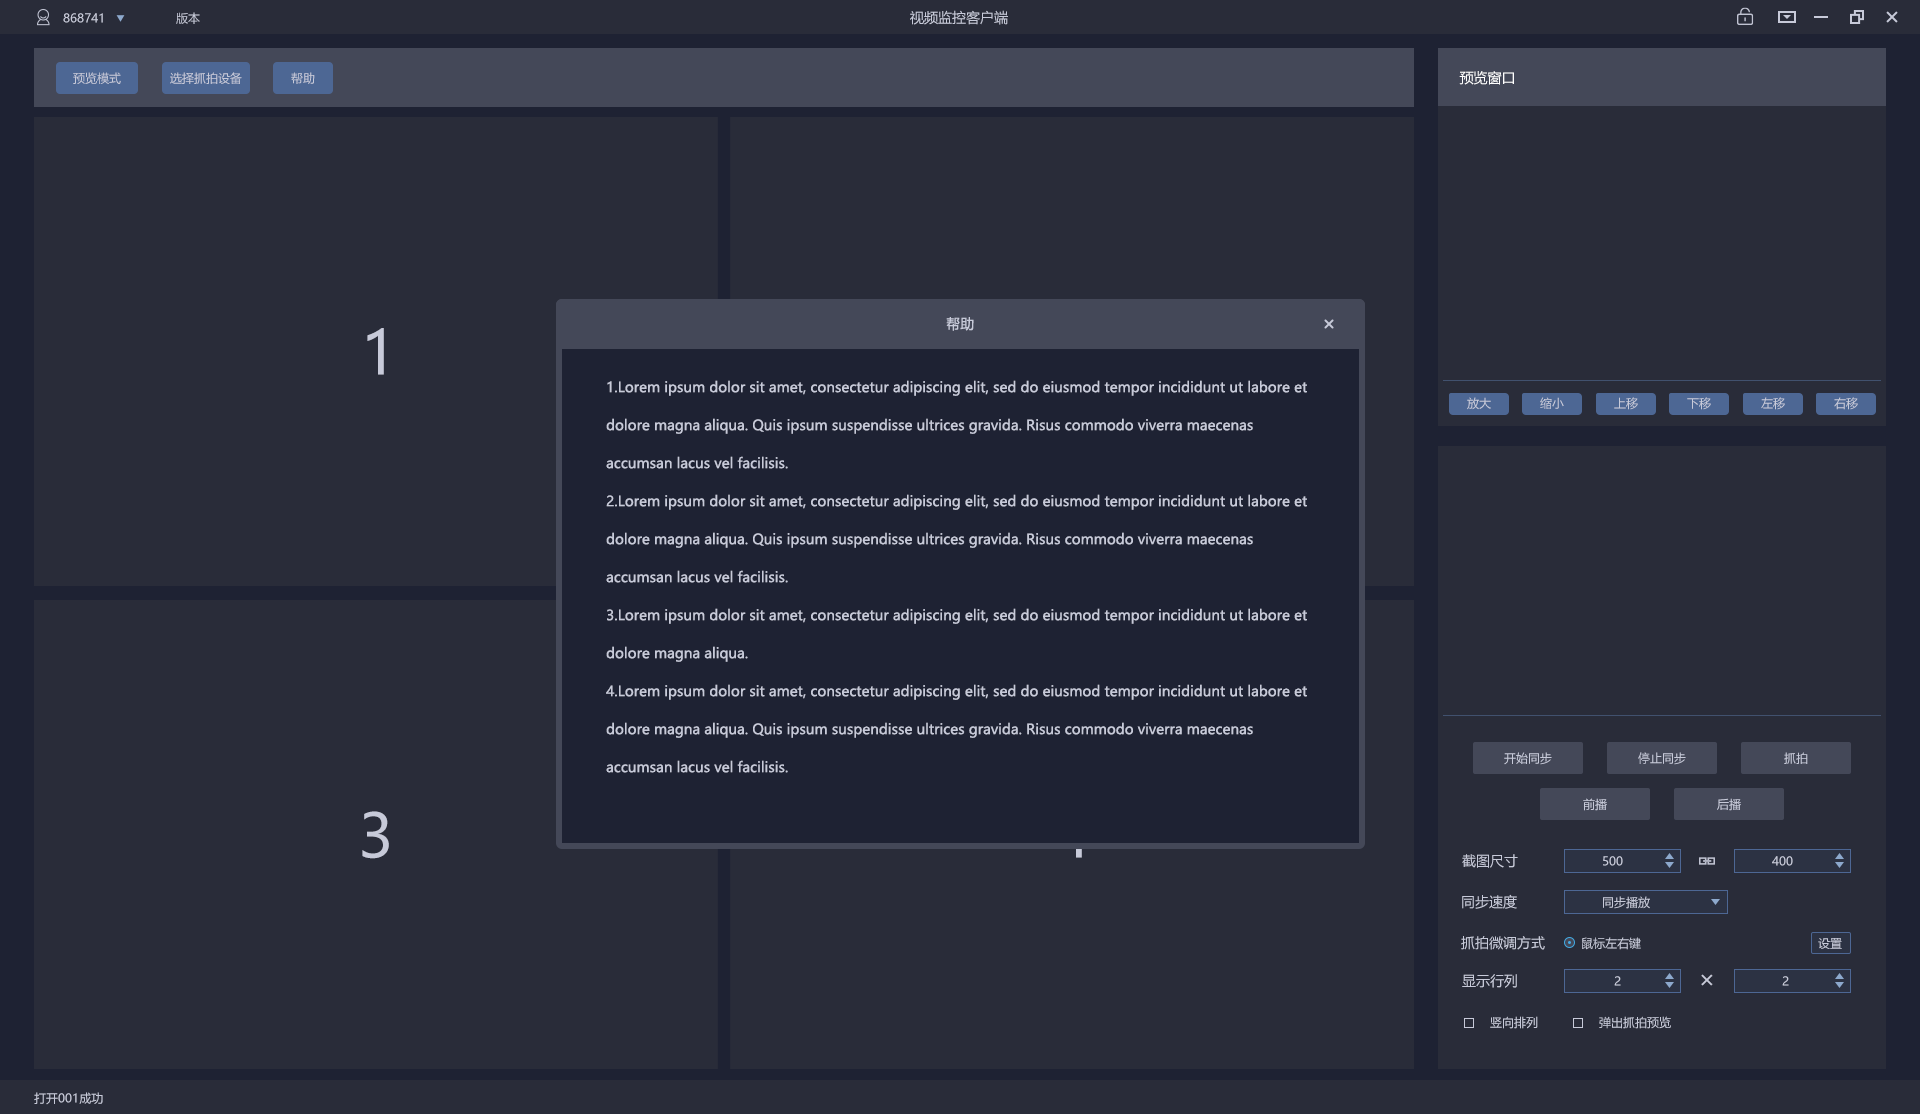 868741
版本
视频监控客户端
预览模式
选择抓拍设备
帮助
预览窗口
1
3
帮助
1.Lorem ipsum dolor sit amet, consectetur adipiscing elit, sed do eiusmod tempor incididunt ut labore et
dolore magna aliqua. Quis ipsum suspendisse ultrices gravida. Risus commodo viverra maecenas
accumsan lacus vel facilisis.
2.Lorem ipsum dolor sit amet, consectetur adipiscing elit, sed do eiusmod tempor incididunt ut labore et
dolore magna aliqua. Quis ipsum suspendisse ultrices gravida. Risus commodo viverra maecenas
accumsan lacus vel facilisis.
3.Lorem ipsum dolor sit amet, consectetur adipiscing elit, sed do eiusmod tempor incididunt ut labore et
dolore magna aliqua.
4.Lorem ipsum dolor sit amet, consectetur adipiscing elit, sed do eiusmod tempor incididunt ut labore et
dolore magna aliqua. Quis ipsum suspendisse ultrices gravida. Risus commodo viverra maecenas
accumsan lacus vel facilisis.
放大
缩小
上移
下移
左移
右移
开始同步
停止同步
抓拍
前播
后播
截图尺寸
500
400
同步速度
同步播放
抓拍微调方式
鼠标左右键
设置
显示行列
2
2
竖向排列
弹出抓拍预览
打开001成功